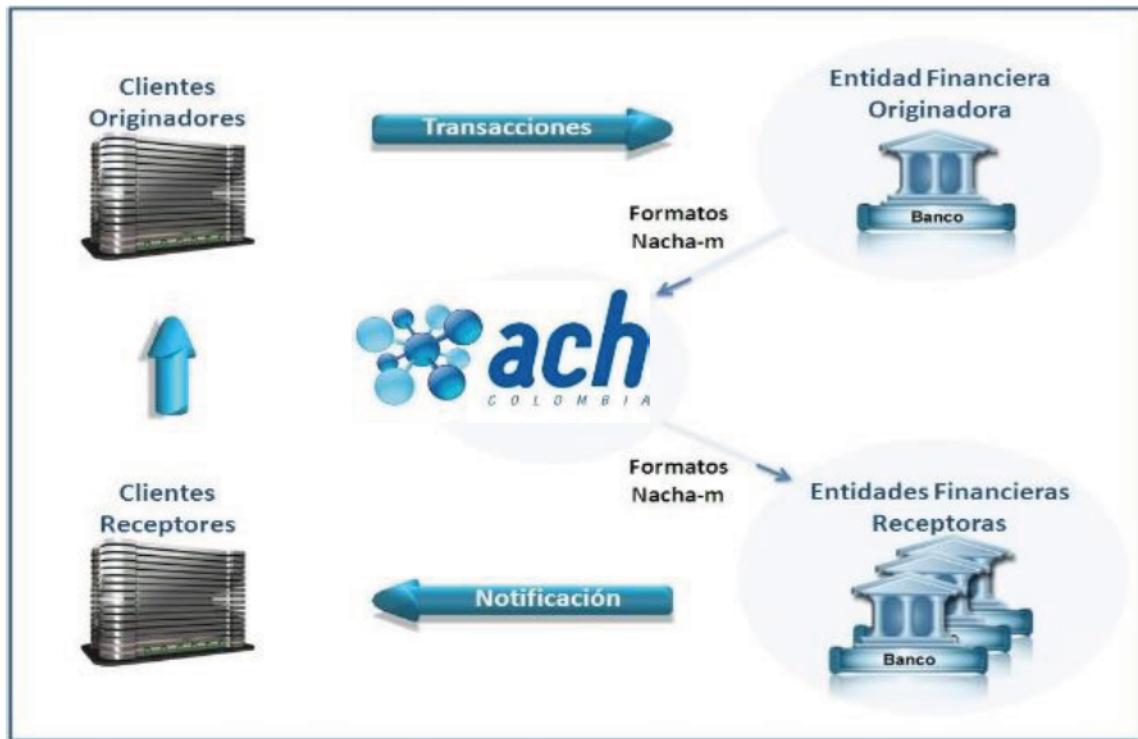 Clientes
Originadores
Transacciones
Entidad Financiera
Originadora
Banco
Formatos
Nacha-m
ach
COLOMBIA
Formatos
Nacha-m
Clientes
Receptores
Notificación
Entidades Financieras
Receptoras
Banco